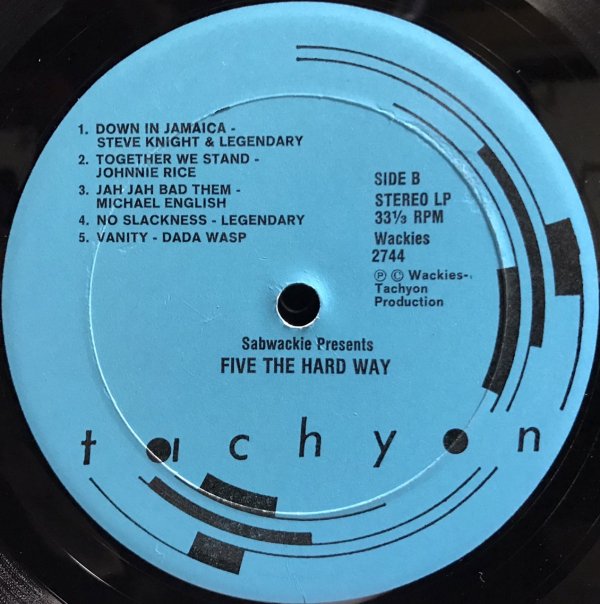 1. DOWN IN JAMAICA -
STEVE KNIGHT & LEGENDARY
2. TOGETHER WE STAND -
JOHNNIE RICE
3. JAH JAH BAD THEM -
MICHAEL ENGLISH
4. NO SLACKNESS - LEGENDARY
5. VANITY - DADA WASP
SIDE B
STEREO LP
33⅓ RPM
Wackies
2744
℗ © Wackies-
Tachyon
Production
Sabwackie Presents
FIVE THE HARD WAY
tachyon